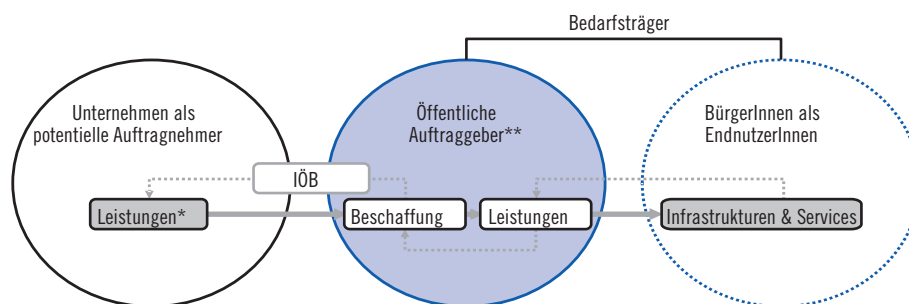 Bedarfsträger
Unternehmen als
potentielle Auftragnehmer
Öffentliche
Auftraggeber**
BürgerInnen als
EndnutzerInnen
IÖB
Leistungen*
Beschaffung
Leistungen
Infrastrukturen & Services